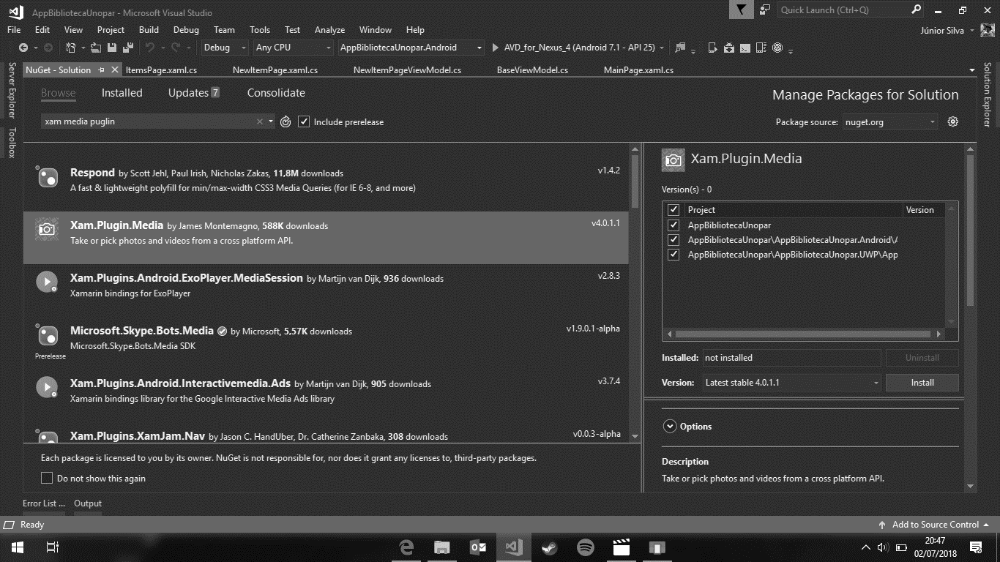 AppBibliotecaUnopar - Microsoft Visual Studio
Quick Launch (Ctrl+Q)
File Edit View Project Build Debug Team Tools Test Analyze Window Help
Júnior Silva
Debug Any CPU AppBibliotecaUnopar.Android AVD_for_Nexus_4 (Android 7.1 - API 25)
Server Explorer
Toolbox
NuGet - Solution ItemsPage.xaml.cs NewItemPage.xaml.cs NewItemPageViewModel.cs BaseViewModel.cs MainPage.xaml.cs
Solution Explorer
Browse Installed Updates 7 Consolidate
Manage Packages for Solution
xam media puglin
Include prerelease
Package source: nuget.org
Respond by Scott Jehl, Paul Irish, Nicholas Zakas, 11,8M downloads
v1.4.2
A fast & lightweight polyfill for min/max-width CSS3 Media Queries (for IE 6-8, and more)
Xam.Plugin.Media by James Montemagno, 588K downloads
v4.0.1.1
Take or pick photos and videos from a cross platform API.
Xam.Plugins.Android.ExoPlayer.MediaSession by Martijn van Dijk, 936 downloads
v2.8.3
Xamarin bindings for ExoPlayer
Microsoft.Skype.Bots.Media by Microsoft, 5,57K downloads
v1.9.0.1-alpha
Microsoft.Skype.Bots.Media SDK
Prerelease
Xam.Plugins.Android.Interactivemedia.Ads by Martijn van Dijk, 905 downloads
v3.7.4
Xamarin bindings library for the Google Interactive Media Ads library
Xam.Plugins.XamJam.Nav by Jason C. HandUber, Dr. Catherine Zanbaka, 308 downloads
v0.0.3-alpha
Each package is licensed to you by its owner. NuGet is not responsible for, nor does it grant any licenses to, third-party packages.
Do not show this again
Xam.Plugin.Media
Version(s) - 0
Project Version
AppBibliotecaUnopar
AppBibliotecaUnopar\AppBibliotecaUnopar.Android\A
AppBibliotecaUnopar\AppBibliotecaUnopar.UWP\App
Installed: not installed Uninstall
Version: Latest stable 4.0.1.1 Install
Options
Description
Take or pick photos and videos from a cross platform API.
Error List ... Output
Ready
Add to Source Control
20:47
02/07/2018